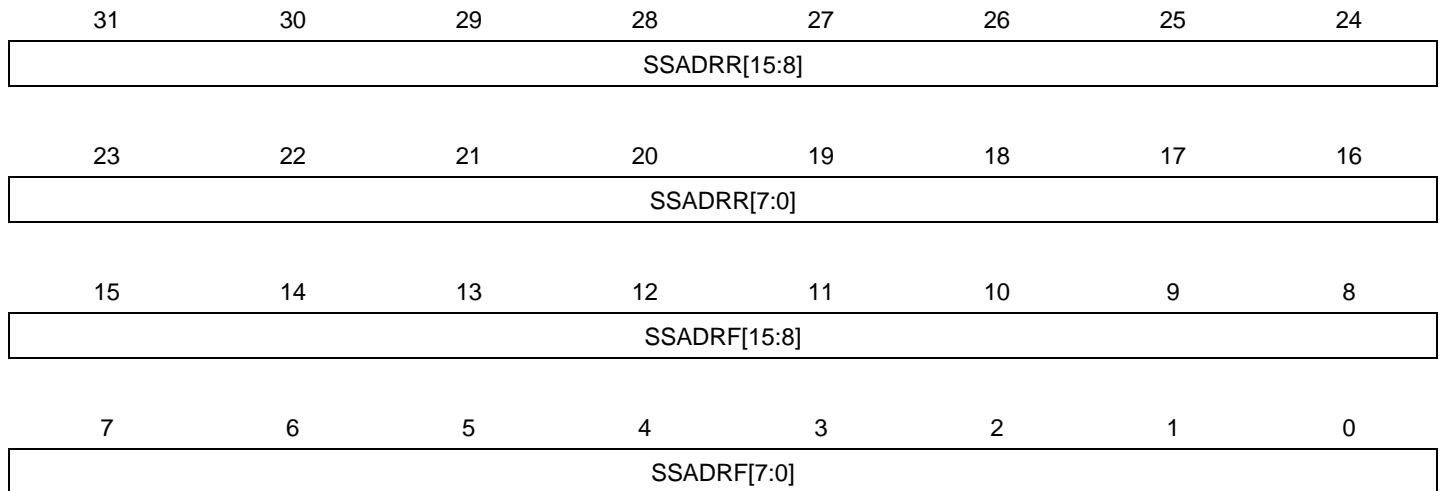 31 30 29 28 27 26 25 24
SSADRR[15:8]
23 22 21 20 19 18 17 16
SSADRR[7:0]
15 14 13 12 11 10 9 8
SSADRF[15:8]
7 6 5 4 3 2 1 0
SSADRF[7:0]